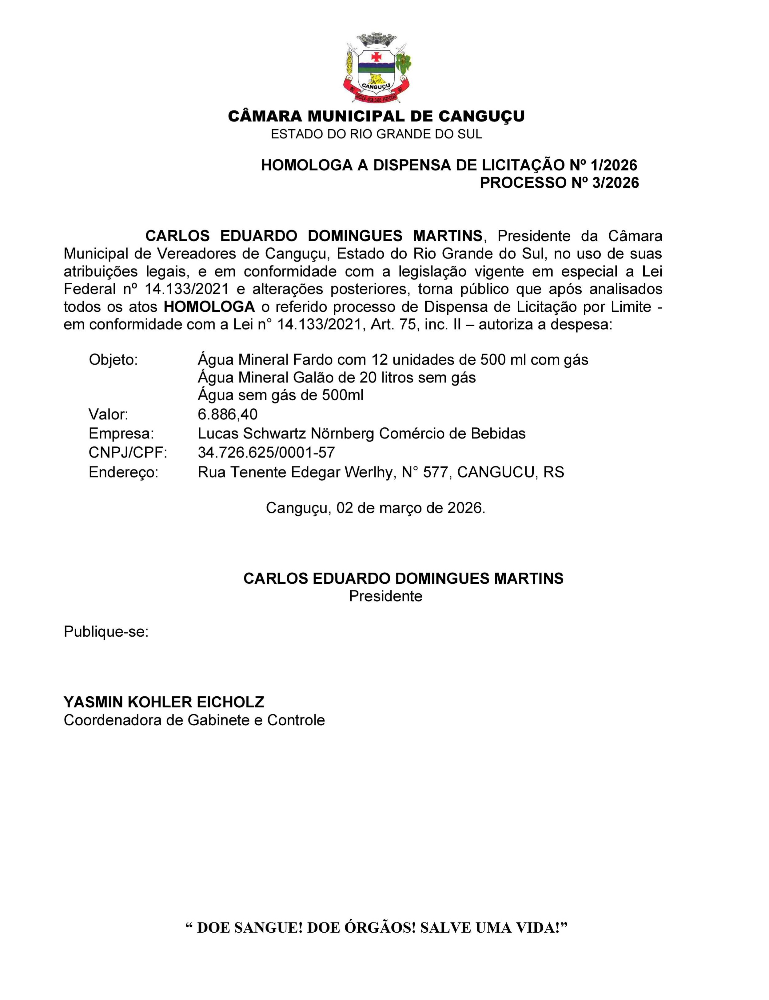 CANGUÇU
1812
1857
JUSTIÇA - IGUALDADE - PERFEIÇÃO
CÂMARA MUNICIPAL DE CANGUÇU
ESTADO DO RIO GRANDE DO SUL
HOMOLOGA A DISPENSA DE LICITAÇÃO Nº 1/2026
PROCESSO Nº 3/2026
CARLOS EDUARDO DOMINGUES MARTINS, Presidente da Câmara
Municipal de Vereadores de Canguçu, Estado do Rio Grande do Sul, no uso de suas
atribuições legais, e em conformidade com a legislação vigente em especial a Lei
Federal nº 14.133/2021 e alterações posteriores, torna público que após analisados
todos os atos HOMOLOGA o referido processo de Dispensa de Licitação por Limite -
em conformidade com a Lei n° 14.133/2021, Art. 75, inc. II – autoriza a despesa:
Objeto: Água Mineral Fardo com 12 unidades de 500 ml com gás
Água Mineral Galão de 20 litros sem gás
Água sem gás de 500ml
Valor: 6.886,40
Empresa: Lucas Schwartz Nörnberg Comércio de Bebidas
CNPJ/CPF: 34.726.625/0001-57
Endereço: Rua Tenente Edegar Werlhy, N° 577, CANGUCU, RS
Canguçu, 02 de março de 2026.
CARLOS EDUARDO DOMINGUES MARTINS
Presidente
Publique-se:
YASMIN KOHLER EICHOLZ
Coordenadora de Gabinete e Controle
“ DOE SANGUE! DOE ÓRGÃOS! SALVE UMA VIDA!”